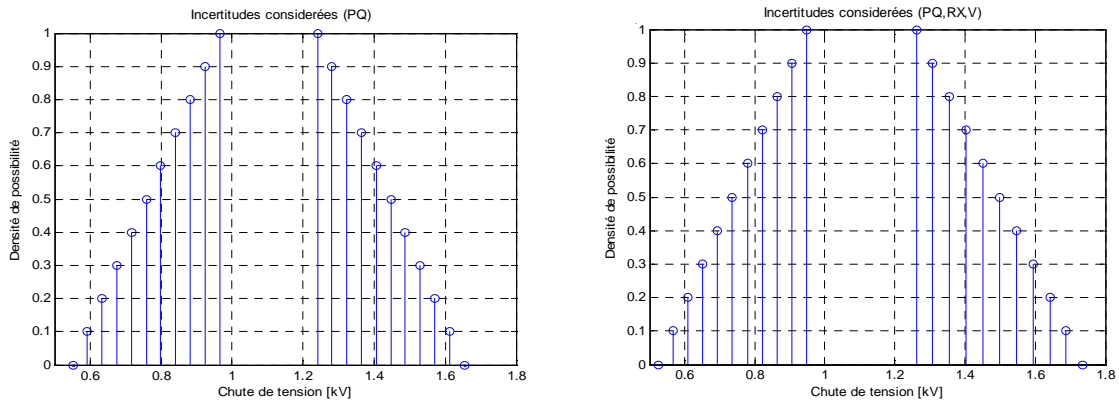 Incertitudes considerées (PQ)
1
0.9
0.8
0.7
0.6
0.5
0.4
0.3
0.2
0.1
0
Densité de possibilité
0.6 0.8 1 1.2 1.4 1.6 1.8
Chute de tension [kV]
Incertitudes considerées (PQ,RX,V)
1
0.9
0.8
0.7
0.6
0.5
0.4
0.3
0.2
0.1
0
Densité de possibilité
0.6 0.8 1 1.2 1.4 1.6 1.8
Chute de tension [kV]